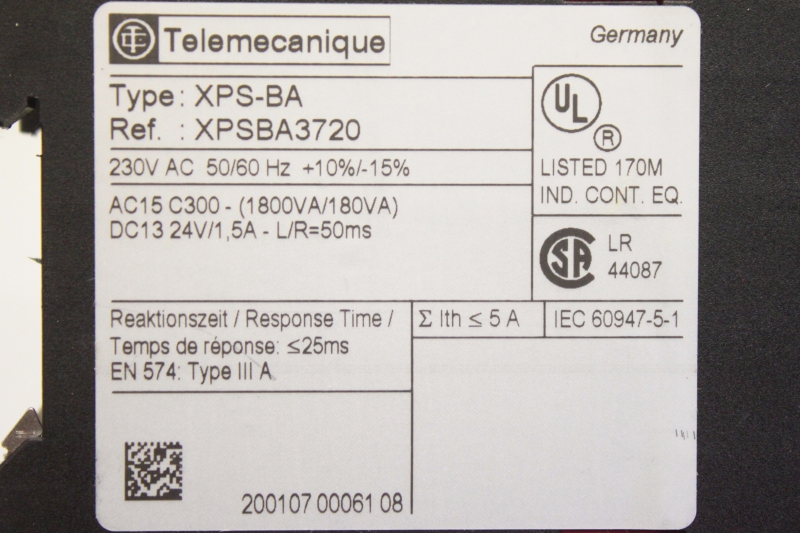 Telemecanique
Germany
Type: XPS-BA
Ref. : XPSBA3720
230V AC 50/60 Hz +10%/-15%
AC15 C300 - (1800VA/180VA)
DC13 24V/1,5A - L/R=50ms
UL
®
LISTED 170M
IND. CONT. EQ.
SA
LR
44087
Reaktionszeit / Response Time /
Temps de réponse: ≤25ms
EN 574: Type III A
Σ Ith ≤ 5 A
IEC 60947-5-1
200107 00061 08